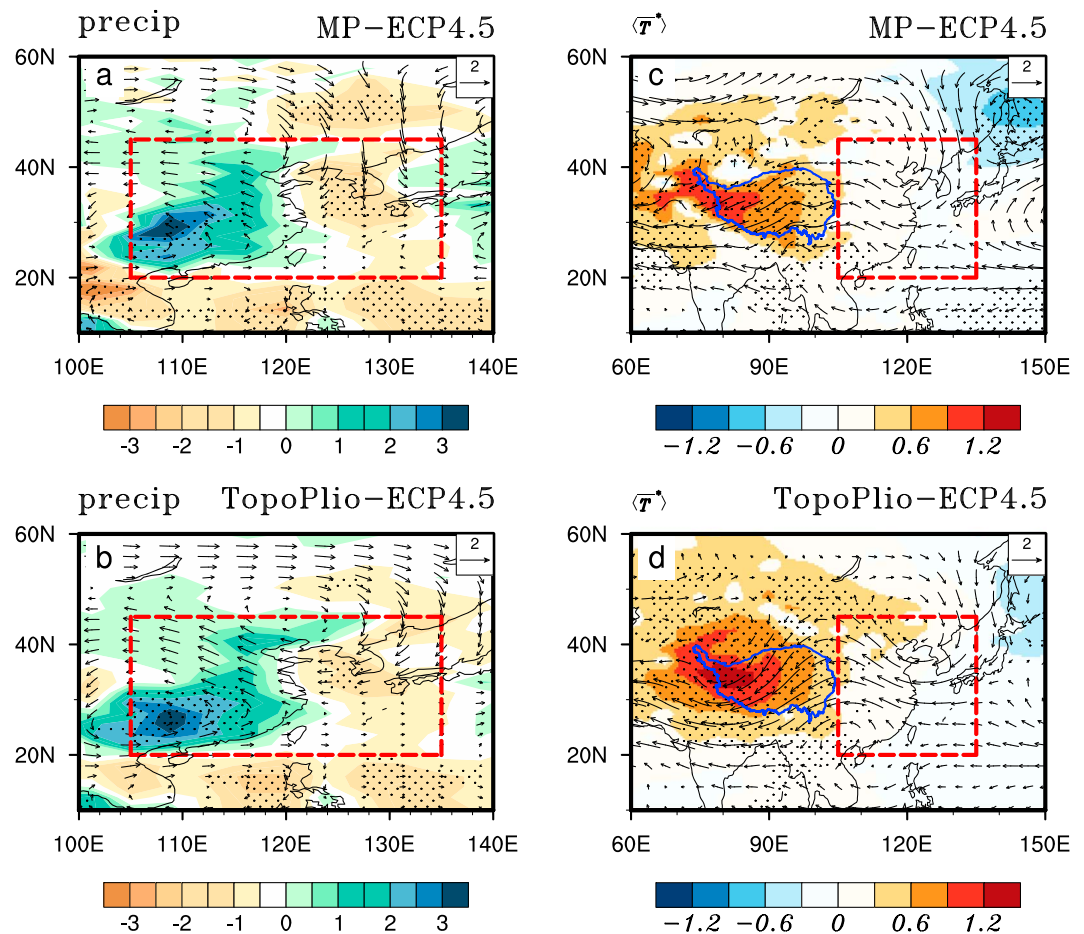 precip MP-ECP4.5
a
2
60N
40N
20N
100E 110E 120E 130E 140E
-3 -2 -1 0 1 2 3
⟨T̅*⟩ MP-ECP4.5
c
2
60N
40N
20N
60E 90E 120E 150E
-1.2 -0.6 0 0.6 1.2
precip TopoPlio-ECP4.5
b
2
60N
40N
20N
100E 110E 120E 130E 140E
-3 -2 -1 0 1 2 3
⟨T̅*⟩ TopoPlio-ECP4.5
d
2
60N
40N
20N
60E 90E 120E 150E
-1.2 -0.6 0 0.6 1.2